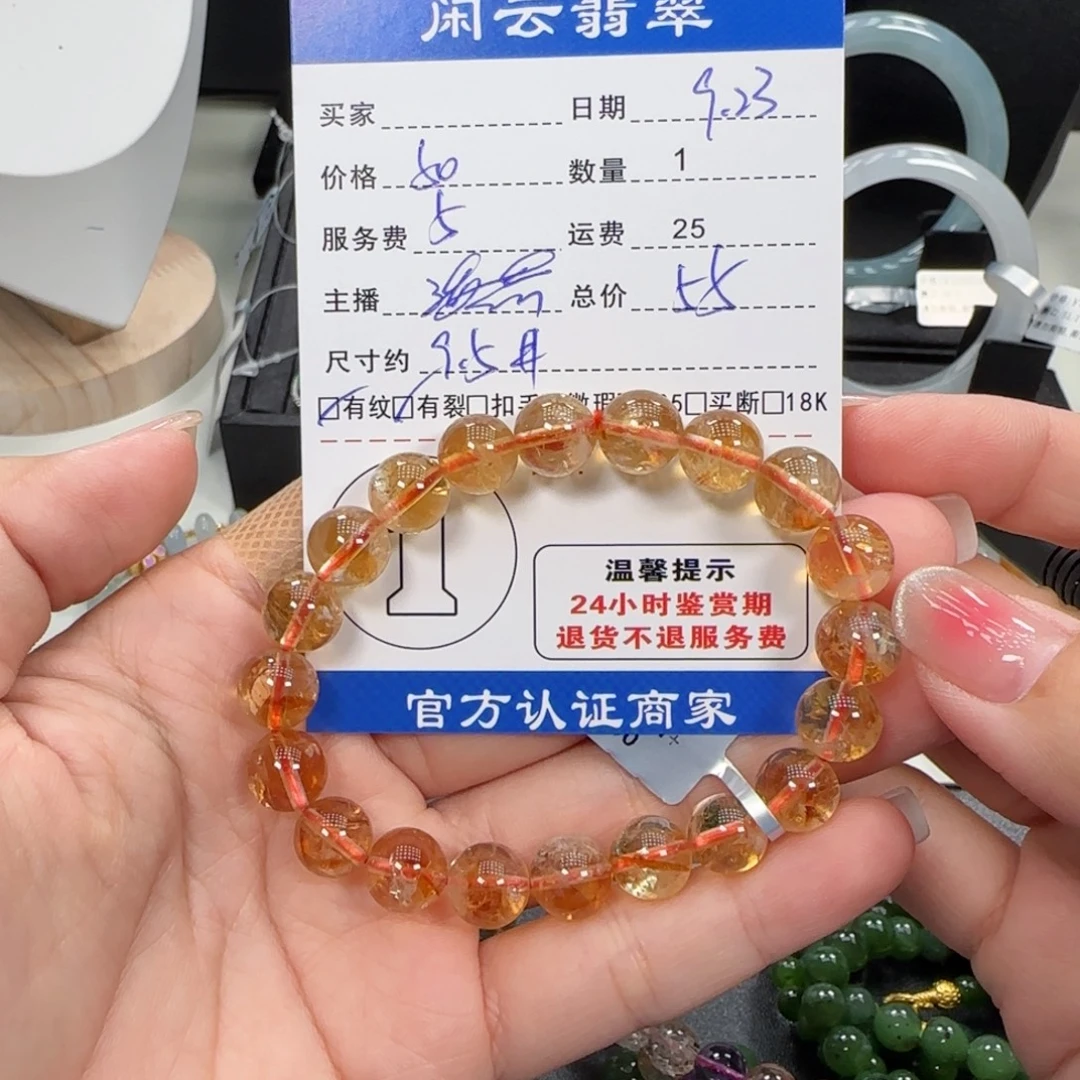 闲云翡翠
买家 日期 9.23
价格 50 数量 1
服务费 5 运费 25
主播 总价 55
尺寸约 9.5
有纹 有裂 买断 18K
温馨提示
24小时鉴赏期
退货不退服务费
官方认证商家